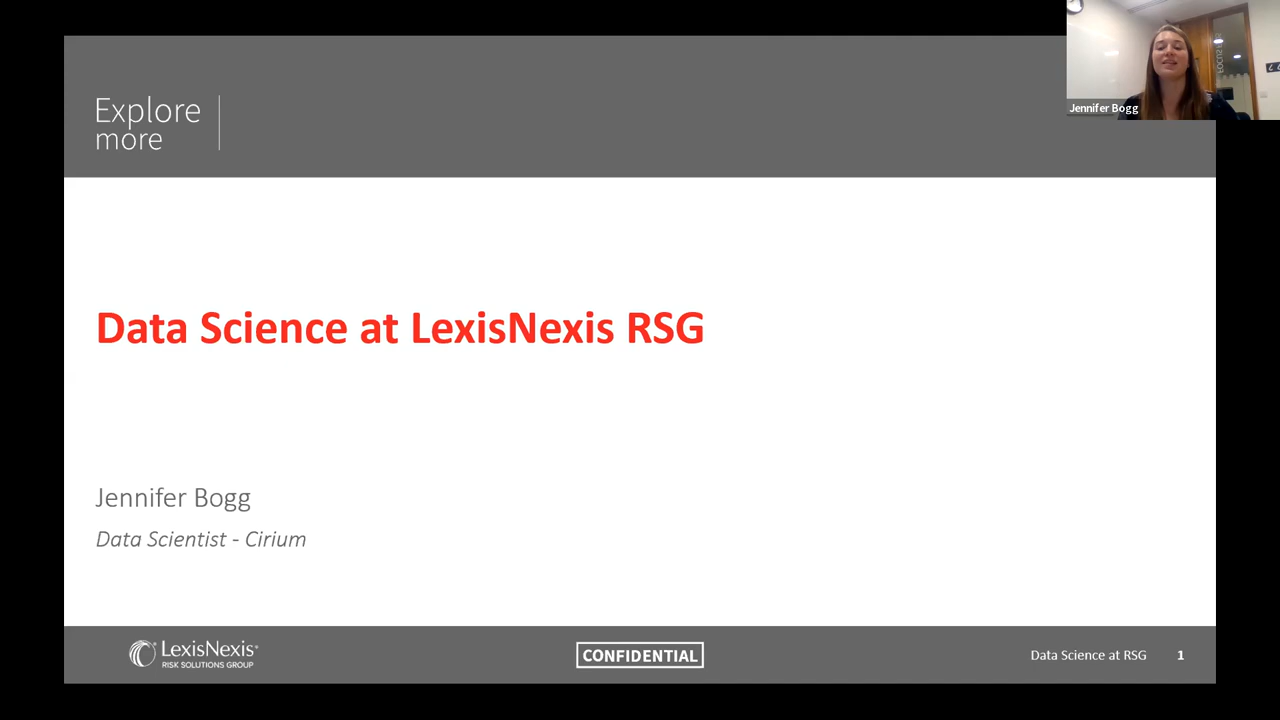 Explore
more
Jennifer Bogg
Data Science at LexisNexis RSG
Jennifer Bogg
Data Scientist - Cirium
LexisNexis®
RISK SOLUTIONS GROUP
CONFIDENTIAL
Data Science at RSG 1